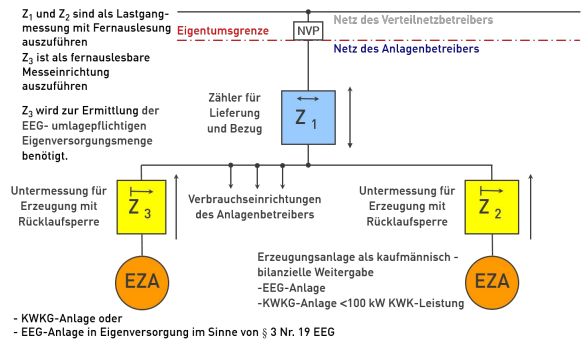 Z1 und Z2 sind als Lastgang-
messung mit Fernauslesung
auszuführen
Z3 ist als fernauslesbare
Messeinrichtung
auszuführen
Z3 wird zur Ermittlung der
EEG- umlagepflichtigen
Eigenversorgungsmenge
benötigt.
Netz des Verteilnetzbetreibers
Eigentumsgrenze
NVP
Netz des Anlagenbetreibers
Zähler für
Lieferung
und Bezug
Z1
Untermessung für
Erzeugung mit
Rücklaufsperre
Z3
Verbrauchseinrichtungen
des Anlagenbetreibers
Untermessung für
Erzeugung mit
Rücklaufsperre
Z2
EZA
Erzeugungsanlage als kaufmännisch -
bilanzielle Weitergabe
-EEG-Anlage
-KWKG-Anlage <100 kW KWK-Leistung
EZA
- KWKG-Anlage oder
- EEG-Anlage in Eigenversorgung im Sinne von § 3 Nr. 19 EEG